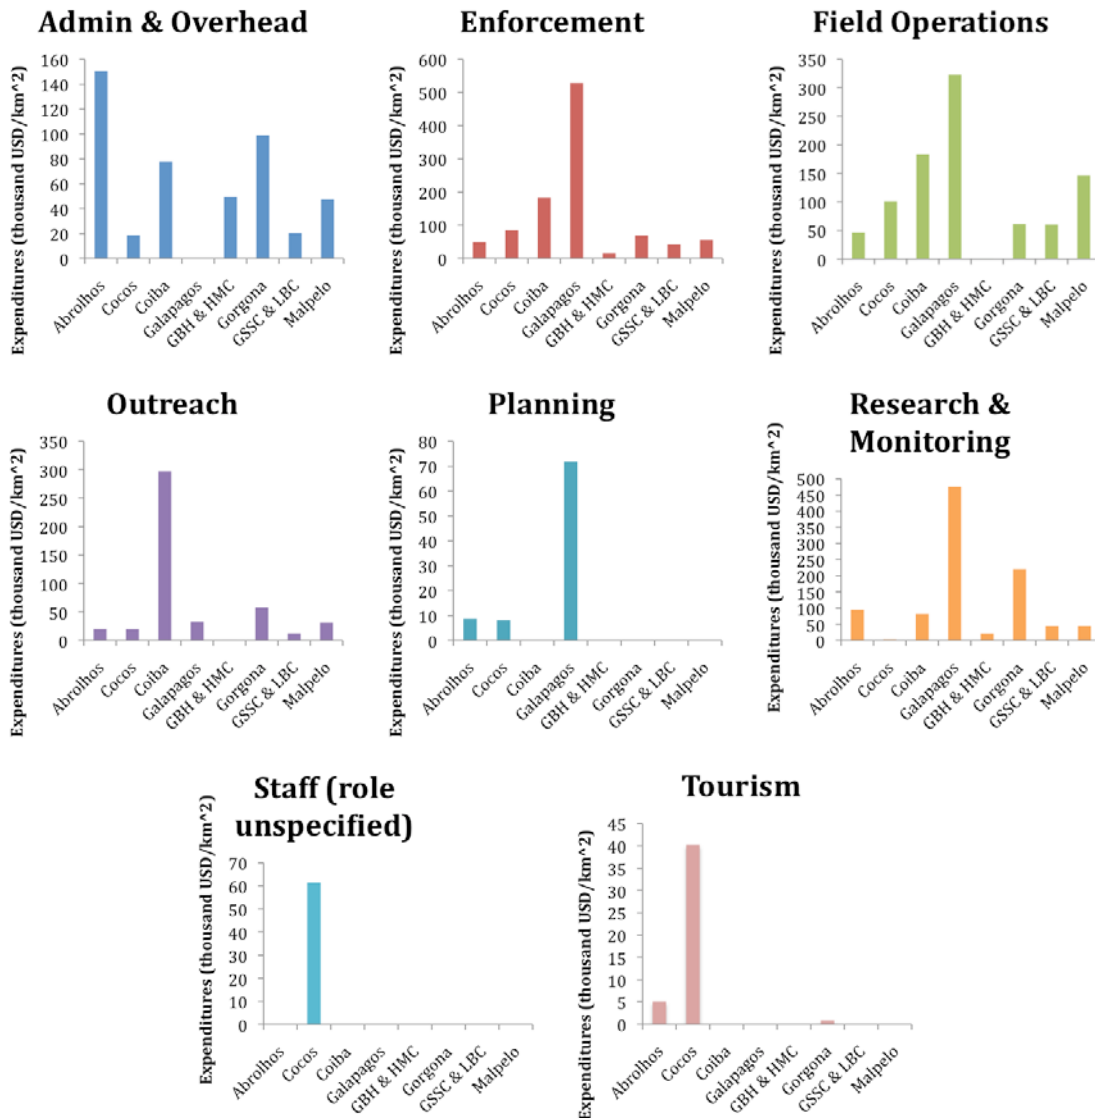 Admin & Overhead
Expenditures (thousand USD/km^2)
160
140
120
100
80
60
40
20
0
Abrolhos
Cocos
Coiba
Galapagos
GBH & HMC
Gorgona
GSSC & LBC
Malpelo
Enforcement
Expenditures (thousand USD/km^2)
600
500
400
300
200
100
0
Abrolhos
Cocos
Coiba
Galapagos
GBH & HMC
Gorgona
GSSC & LBC
Malpelo
Field Operations
Expenditures (thousand USD/km^2)
350
300
250
200
150
100
50
0
Abrolhos
Cocos
Coiba
Galapagos
GBH & HMC
Gorgona
GSSC & LBC
Malpelo
Outreach
Expenditures (thousand USD/km^2)
350
300
250
200
150
100
50
0
Abrolhos
Cocos
Coiba
Galapagos
GBH & HMC
Gorgona
GSSC & LBC
Malpelo
Planning
Expenditures (thousand USD/km^2)
80
70
60
50
40
30
20
10
0
Abrolhos
Cocos
Coiba
Galapagos
GBH & HMC
Gorgona
GSSC & LBC
Malpelo
Research &
Monitoring
Expenditures (thousand USD/km^2)
500
450
400
350
300
250
200
150
100
50
0
Abrolhos
Cocos
Coiba
Galapagos
GBH & HMC
Gorgona
GSSC & LBC
Malpelo
Staff (role
unspecified)
Expenditures (thousand USD/km^2)
70
60
50
40
30
20
10
0
Abrolhos
Cocos
Coiba
Galapagos
GBH & HMC
Gorgona
GSSC & LBC
Malpelo
Tourism
Expenditures (thousand USD/km^2)
45
40
35
30
25
20
15
10
5
0
Abrolhos
Cocos
Coiba
Galapagos
GBH & HMC
Gorgona
GSSC & LBC
Malpelo